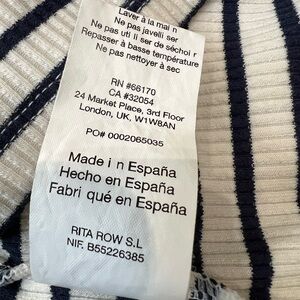 Laver à la mai n
Ne pas javelli ser
Ne pas uti li ser de séchoi r
Repasser à basse température
Ne pas nettoyer à sec
RN #66170
CA #32054
24 Market Place, 3rd Floor
London, UK, W1W8AN
PO# 0002065035
Made i n España
Hecho en España
Fabri qué en España
RITA ROW S.L
NIF. B55226385